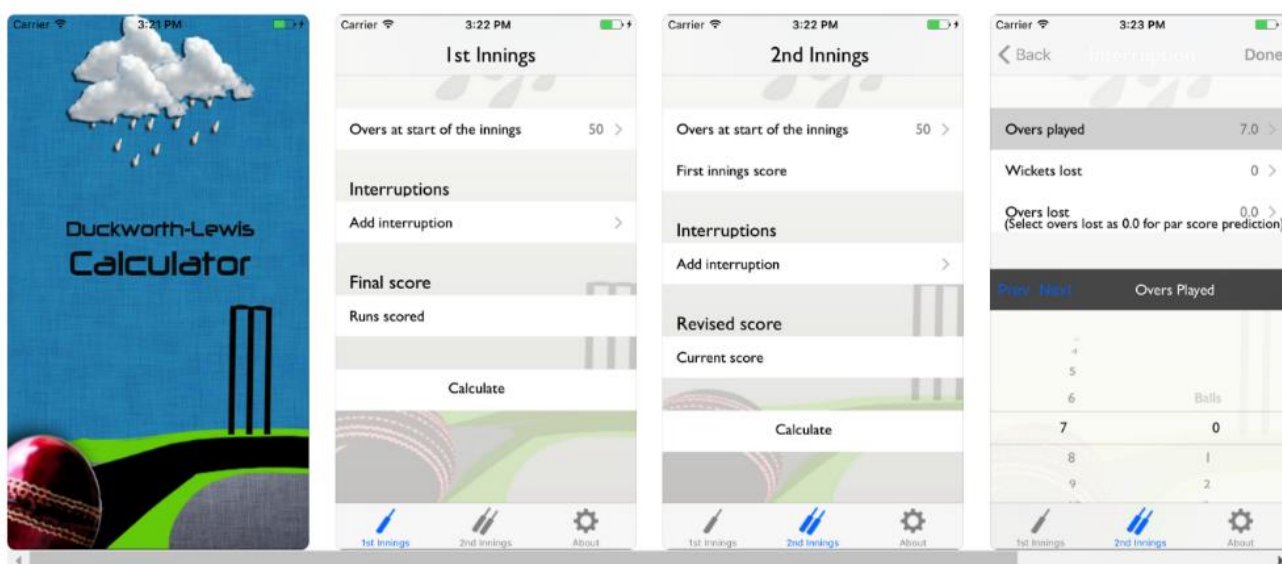 Carrier 3:21 PM
Duckworth-Lewis
Calculator
Carrier 3:22 PM
1st Innings
Overs at start of the innings 50
Interruptions
Add interruption
Final score
Runs scored
Calculate
1st Innings 2nd Innings About
Carrier 3:22 PM
2nd Innings
Overs at start of the innings 50
First innings score
Interruptions
Add interruption
Revised score
Current score
Calculate
1st Innings 2nd Innings About
Carrier 3:23 PM
Back Interruption Done
Overs played 7.0
Wickets lost 0
Overs lost 0.0
(Select overs lost as 0.0 for par score prediction)
Prev Next Overs Played
4
5
6 Balls
7 0
8 1
9 2
1st Innings 2nd Innings About